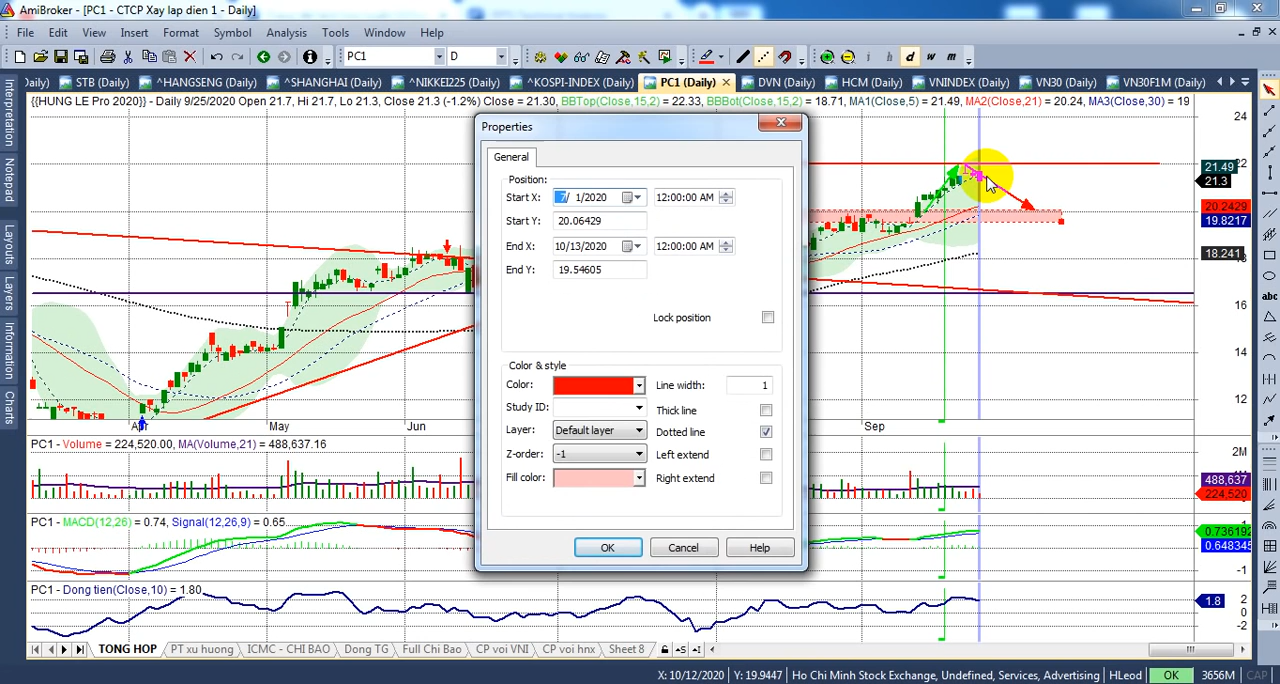 AmiBroker - [PC1 - CTCP Xay lap dien 1 - Daily]
File Edit View Insert Format Symbol Analysis Tools Window Help
PC1 D d w m
Daily) STB (Daily) ^HANGSENG (Daily) ^SHANGHAI (Daily) ^NIKKEI225 (Daily) ^KOSPI-INDEX (Daily) PC1 (Daily) DVN (Daily) HCM (Daily) VNINDEX (Daily) VN30 (Daily) VN30F1M (Daily)
{{HUNG LE Pro 2020}} - Daily 9/25/2020 Open 21.7, Hi 21.7, Lo 21.3, Close 21.3 (-1.2%) Close = 21.30, BBTop(Close,15,2) = 22.33, BBBot(Close,15,2) = 18.71, MA1(Close,5) = 21.49, MA2(Close,21) = 20.24, MA3(Close,30) = 19
Interpretation
Notepad
Layouts
Layers
Information
Charts
Properties
General
Position:
Start X: 7/ 1/2020 12:00:00 AM
Start Y: 20.06429
End X: 10/13/2020 12:00:00 AM
End Y: 19.54605
Lock position
Color & style
Color: Line width: 1
Study ID: Thick line
Layer: Default layer Dotted line
Z-order: -1 Left extend
Fill color: Right extend
OK Cancel Help
24
22
21.49
21.3
20.2429
19.8217
18.241
16
14
12
abc
Apr May Jun Sep
PC1 - Volume = 224,520.00, MA(Volume,21) = 488,637.16
2M
488,637
224,520
PC1 - MACD(12,26) = 0.74, Signal(12,26,9) = 0.65
0.736192
0.648345
-1
PC1 - Dong tien(Close,10) = 1.80
2
1.8
0
-2
TONG HOP PT xu huong ICMC - CHI BAO Dong TG Full Chi Bao CP voi VNI CP voi hnx Sheet 8
X: 10/12/2020 Y: 19.9447 Ho Chi Minh Stock Exchange, Undefined, Services, Advertising HLeod OK 3656M CAP